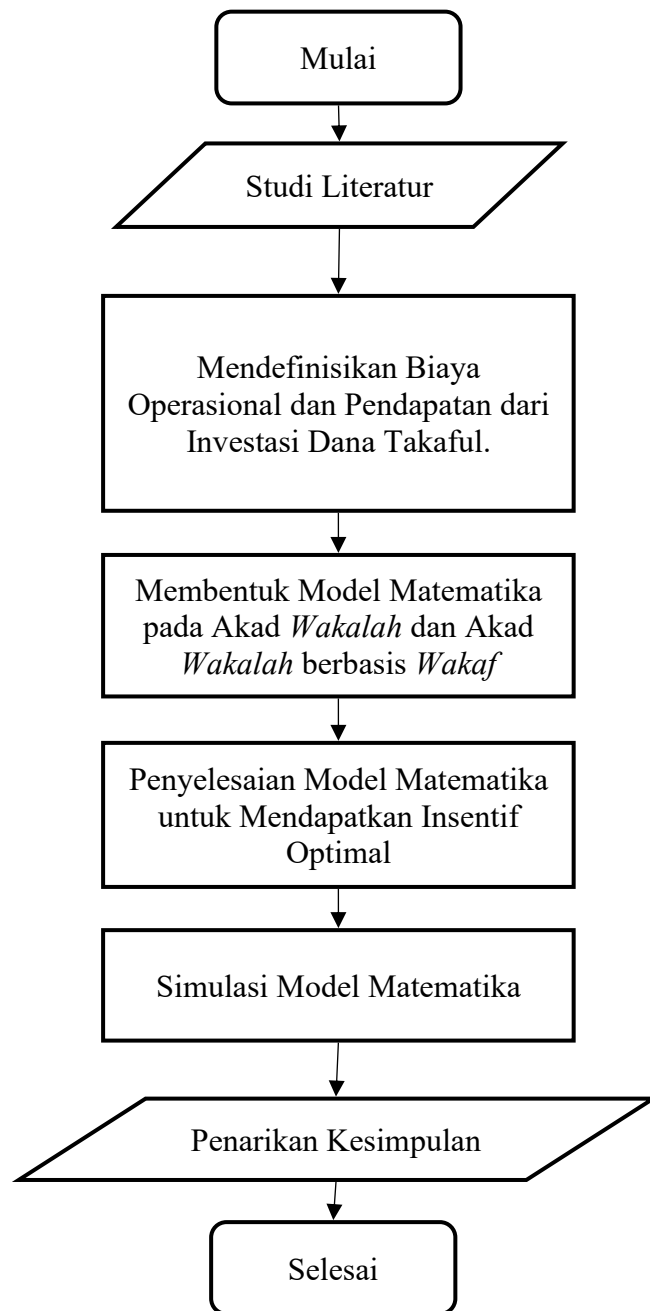 Mulai
Studi Literatur
Mendefinisikan Biaya
Operasional dan Pendapatan dari
Investasi Dana Takaful.
Membentuk Model Matematika
pada Akad Wakalah dan Akad
Wakalah berbasis Wakaf
Penyelesaian Model Matematika
untuk Mendapatkan Insentif
Optimal
Simulasi Model Matematika
Penarikan Kesimpulan
Selesai